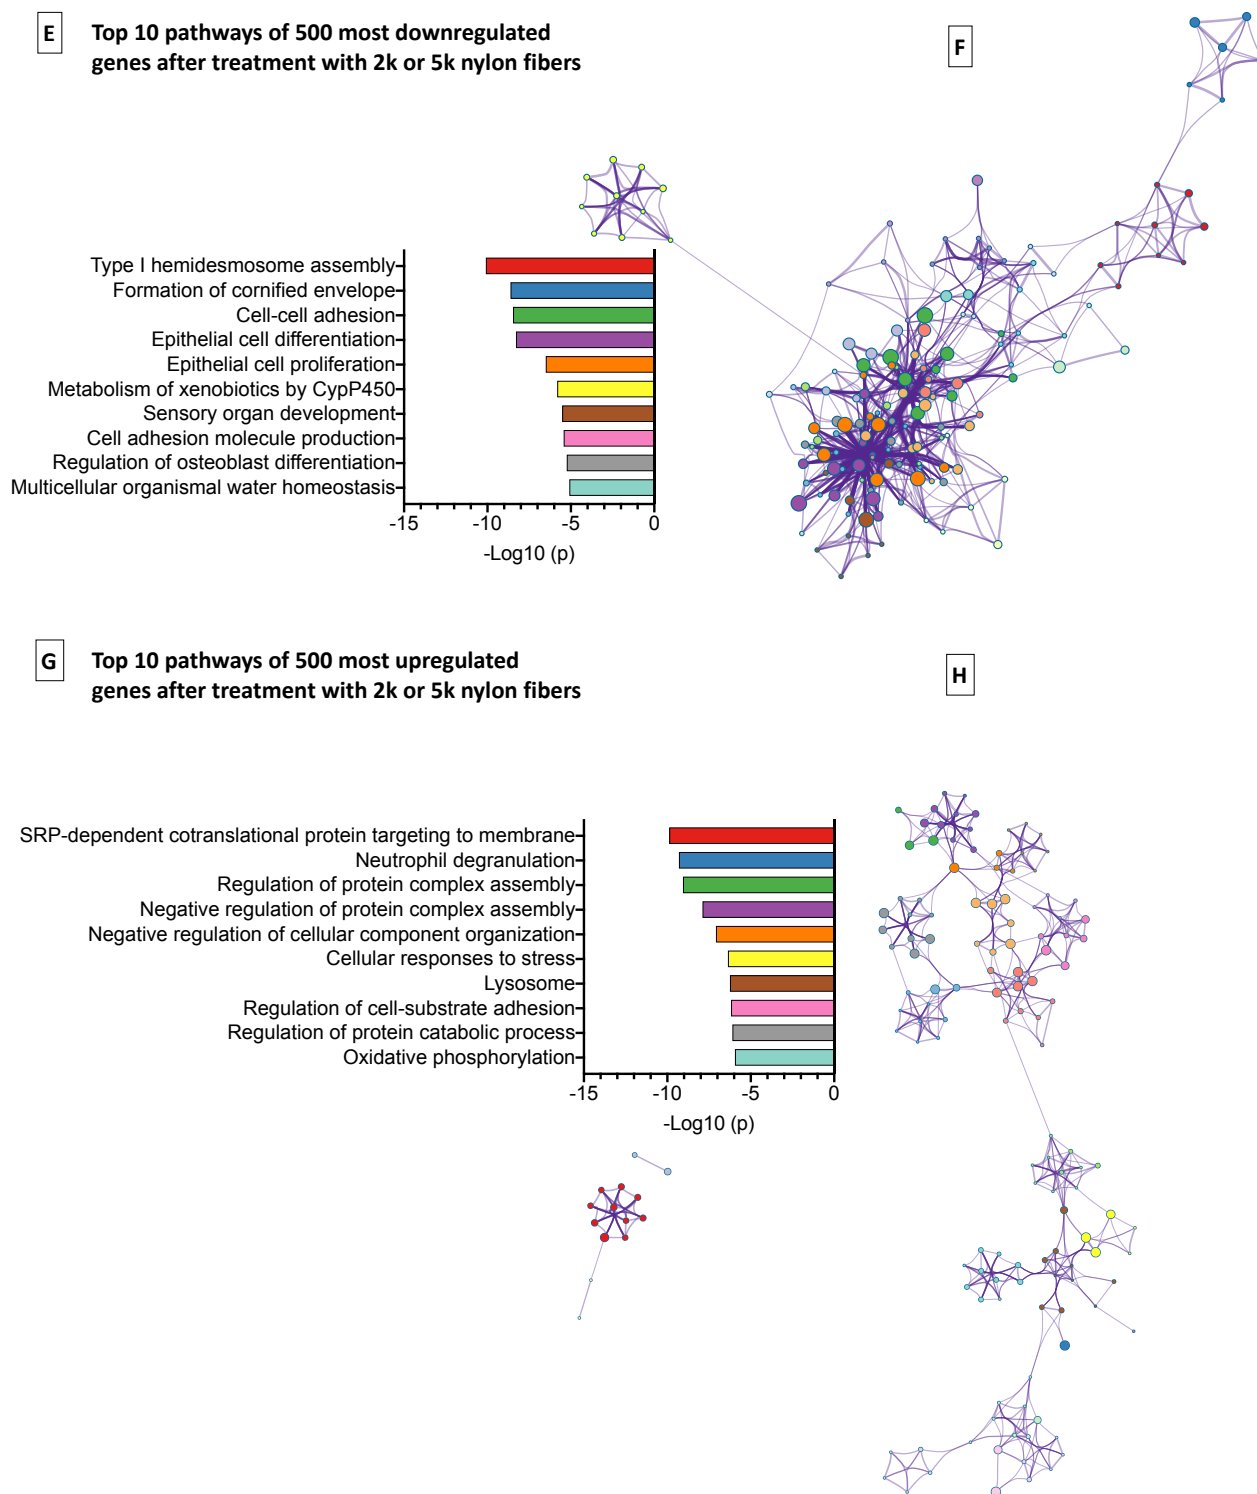 E
Top 10 pathways of 500 most downregulated
genes after treatment with 2k or 5k nylon fibers
F
Type I hemidesmosome assembly
Formation of cornified envelope
Cell-cell adhesion
Epithelial cell differentiation
Epithelial cell proliferation
Metabolism of xenobiotics by CypP450
Sensory organ development
Cell adhesion molecule production
Regulation of osteoblast differentiation
Multicellular organismal water homeostasis
-15 -10 -5 0
-Log10 (p)
G
Top 10 pathways of 500 most upregulated
genes after treatment with 2k or 5k nylon fibers
H
SRP-dependent cotranslational protein targeting to membrane
Neutrophil degranulation
Regulation of protein complex assembly
Negative regulation of protein complex assembly
Negative regulation of cellular component organization
Cellular responses to stress
Lysosome
Regulation of cell-substrate adhesion
Regulation of protein catabolic process
Oxidative phosphorylation
-15 -10 -5 0
-Log10 (p)